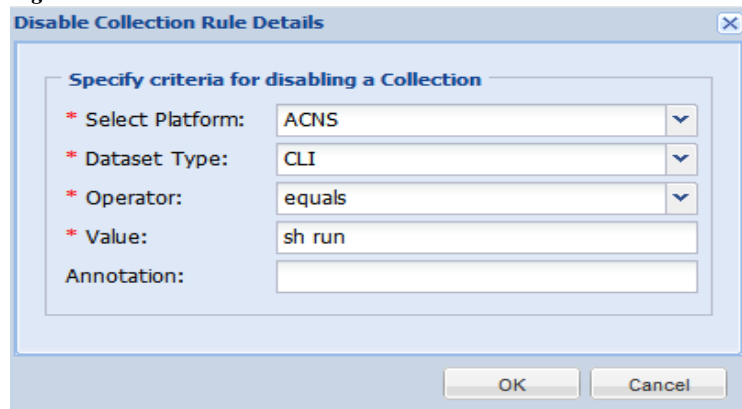 Disable Collection Rule Details
Specify criteria for disabling a Collection
* Select Platform: ACNS
* Dataset Type: CLI
* Operator: equals
* Value: sh run
Annotation:
OK Cancel